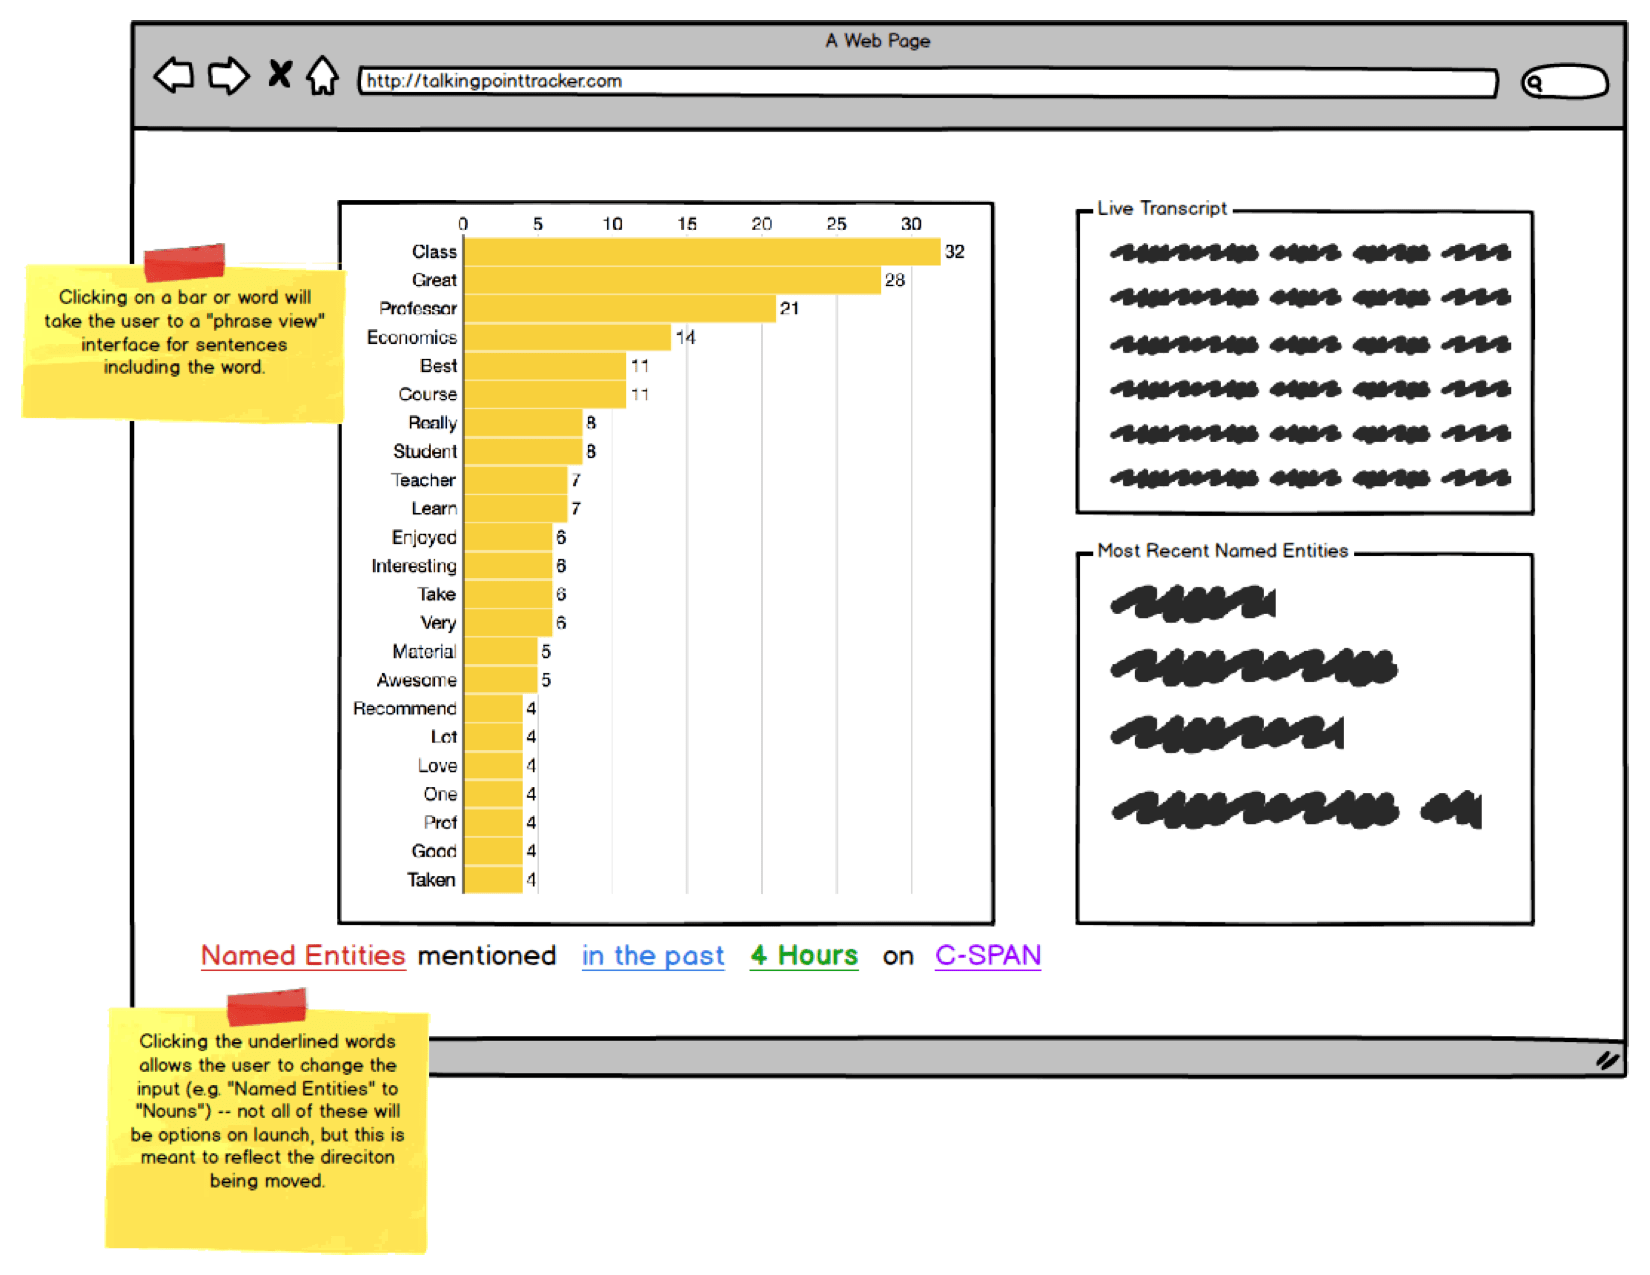 A Web Page
http://talkingpointtracker.com
0 5 10 15 20 25 30
Class 32
Great 28
Professor 21
Economics 14
Best 11
Course 11
Really 8
Student 8
Teacher 7
Learn 7
Enjoyed 6
Interesting 6
Take 6
Very 6
Material 5
Awesome 5
Recommend 4
Lot 4
Love 4
One 4
Prof 4
Good 4
Taken 4
Clicking on a bar or word will
take the user to a "phrase view"
interface for sentences
including the word.
Live Transcript
Most Recent Named Entities
Named Entities mentioned in the past 4 Hours on C-SPAN
Clicking the underlined words
allows the user to change the
input (e.g. "Named Entities" to
"Nouns") -- not all of these will
be options on launch, but this is
meant to reflect the direciton
being moved.